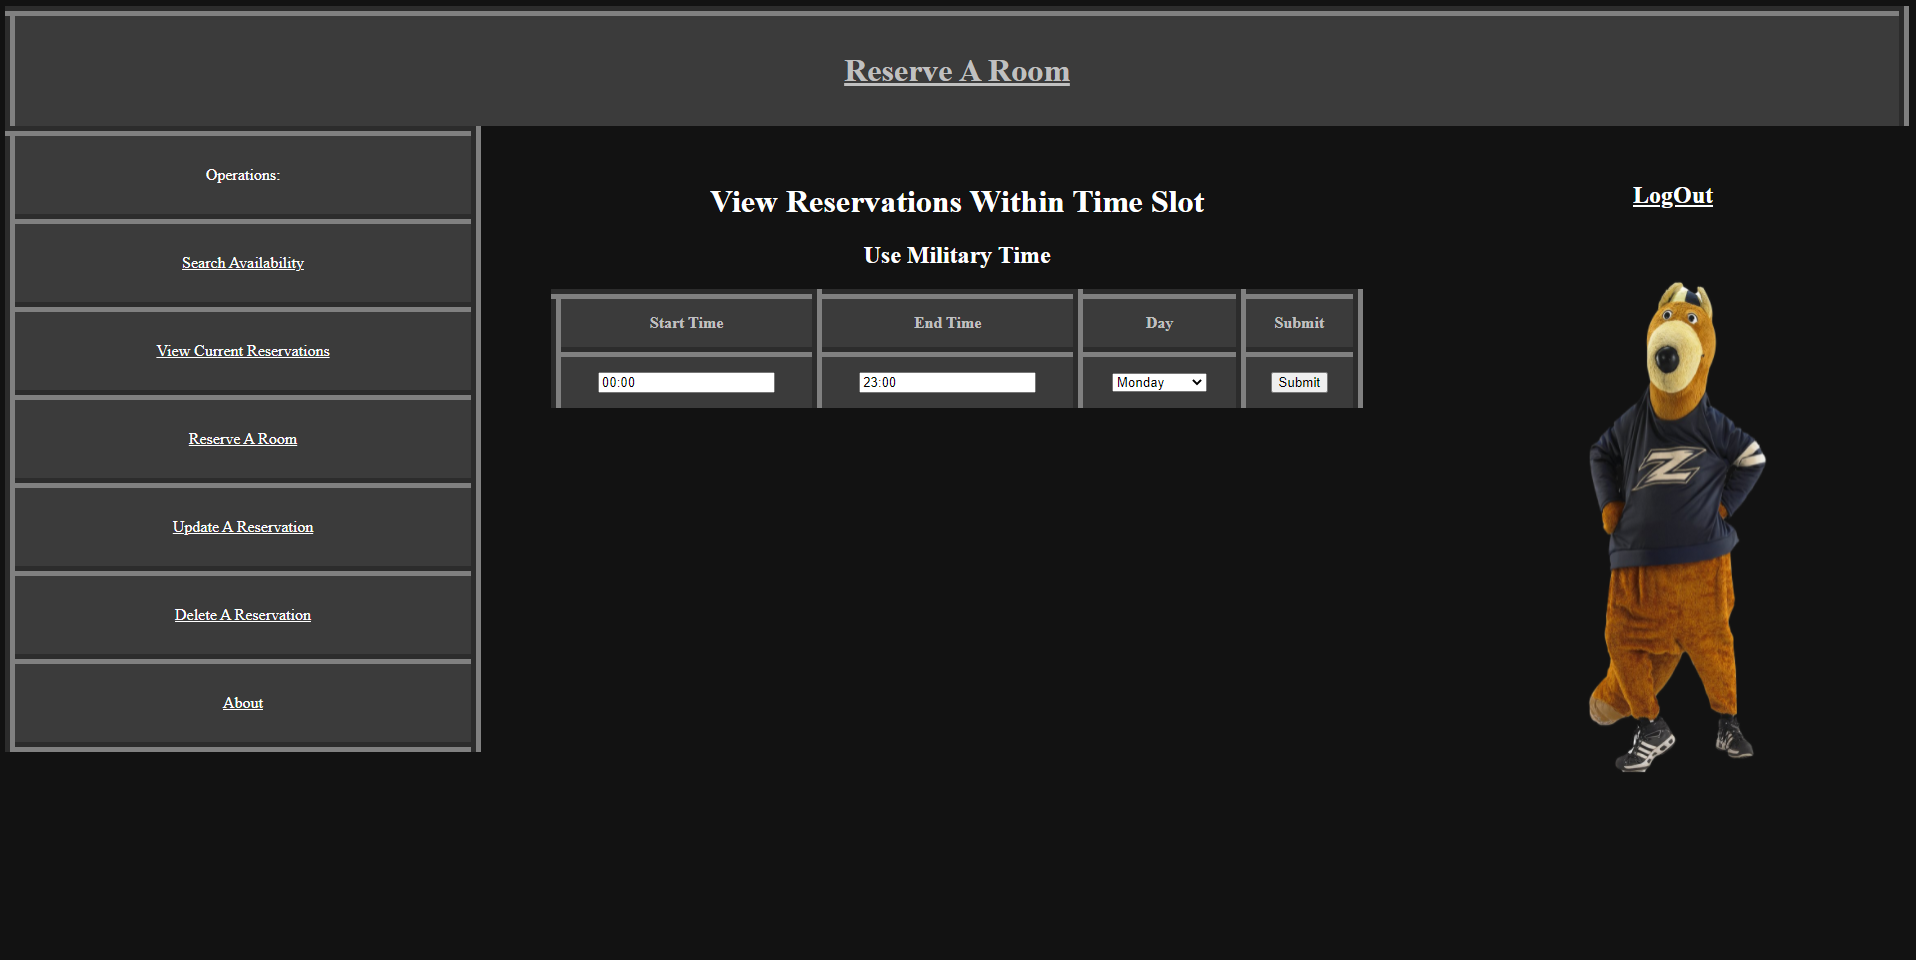 Reserve A Room
Operations:
Search Availability
View Current Reservations
Reserve A Room
Update A Reservation
Delete A Reservation
About
View Reservations Within Time Slot
Use Military Time
Start Time End Time Day Submit
00:00 23:00 Monday Submit
LogOut
Z